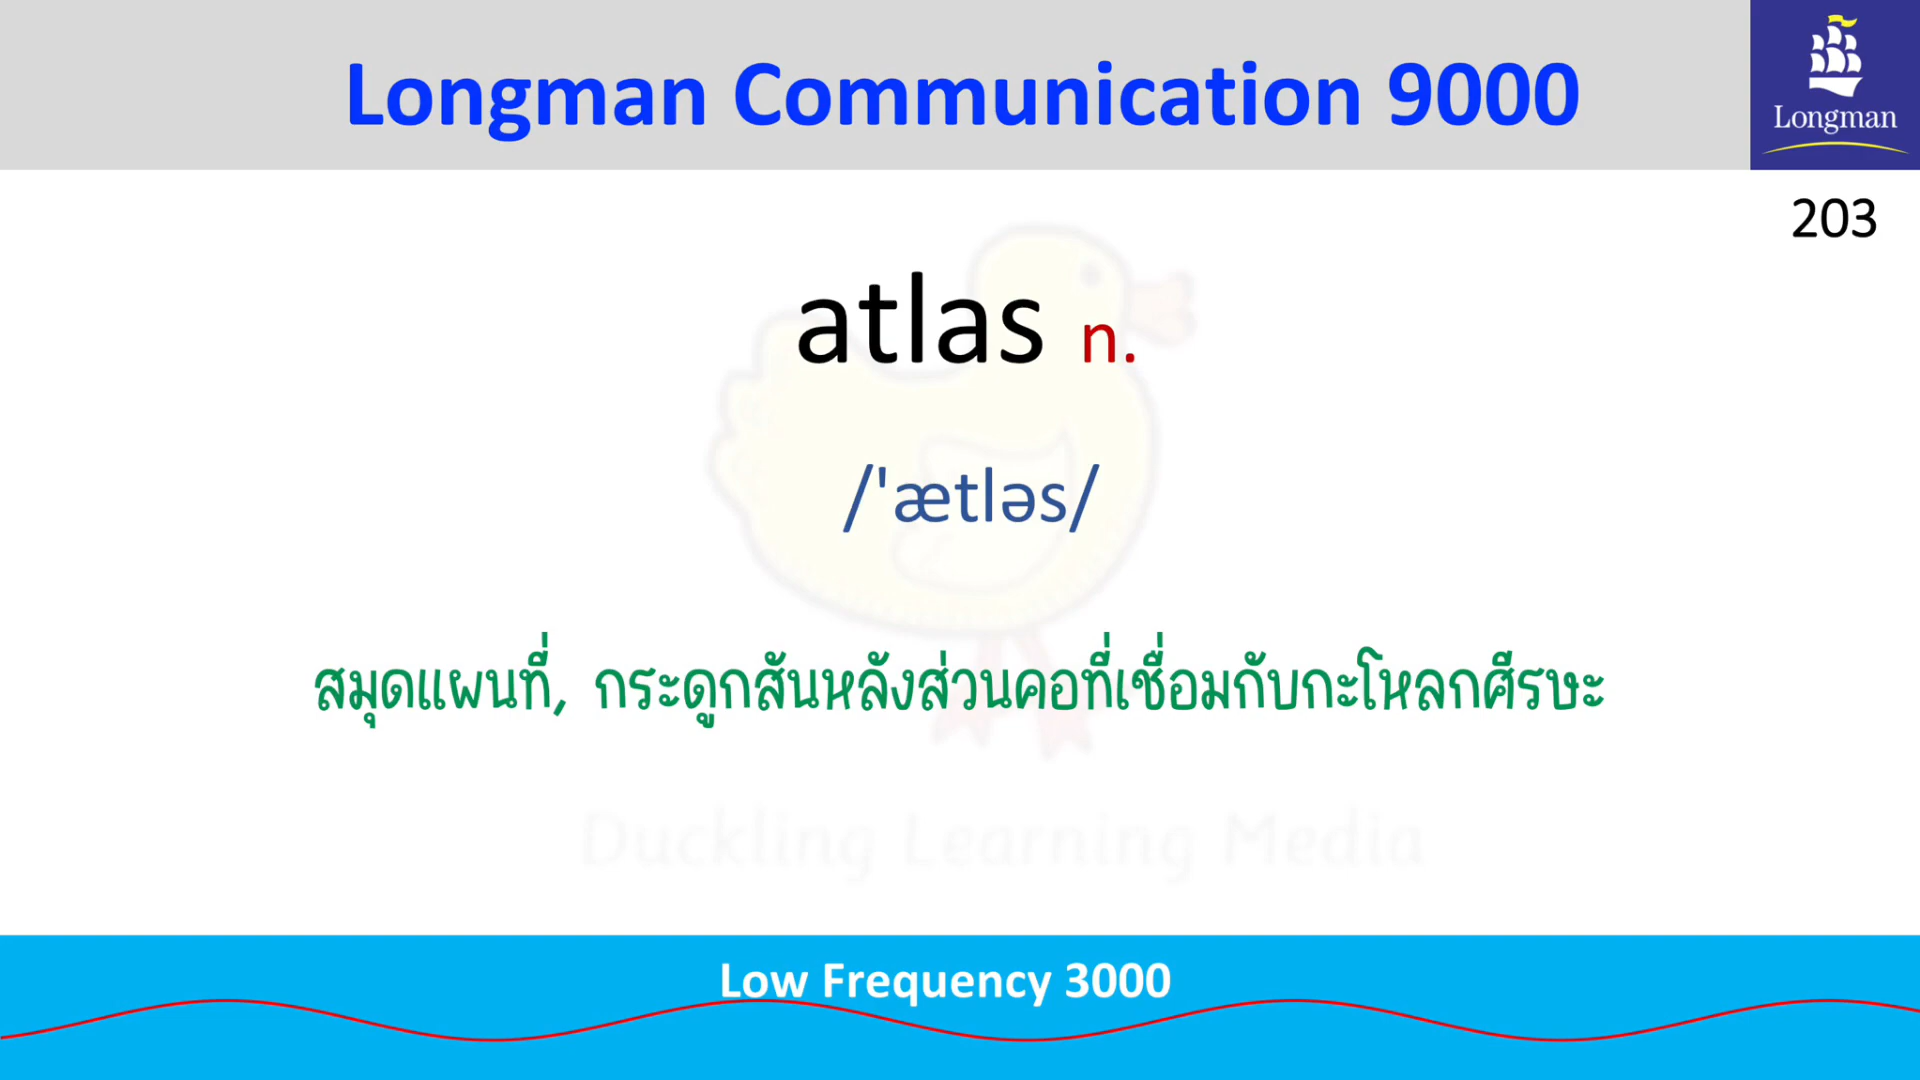 Longman Communication 9000
Longman
203
atlas n.
/'ætləs/
สมุดแผนที่, กระดูกสันหลังส่วนคอที่เชื่อมกับกะโหลกศีรษะ
Duckling Learning Media
Low Frequency 3000